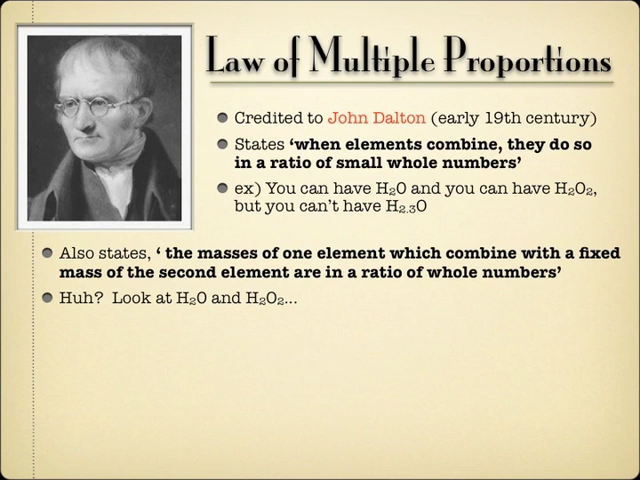 Law of Multiple Proportions
Credited to John Dalton (early 19th century)
States ‘when elements combine, they do so
in a ratio of small whole numbers’
ex) You can have H₂0 and you can have H₂O₂,
but you can’t have H₂.₃O
Also states, ‘ the masses of one element which combine with a fixed
mass of the second element are in a ratio of whole numbers’
Huh? Look at H₂O and H₂O₂...